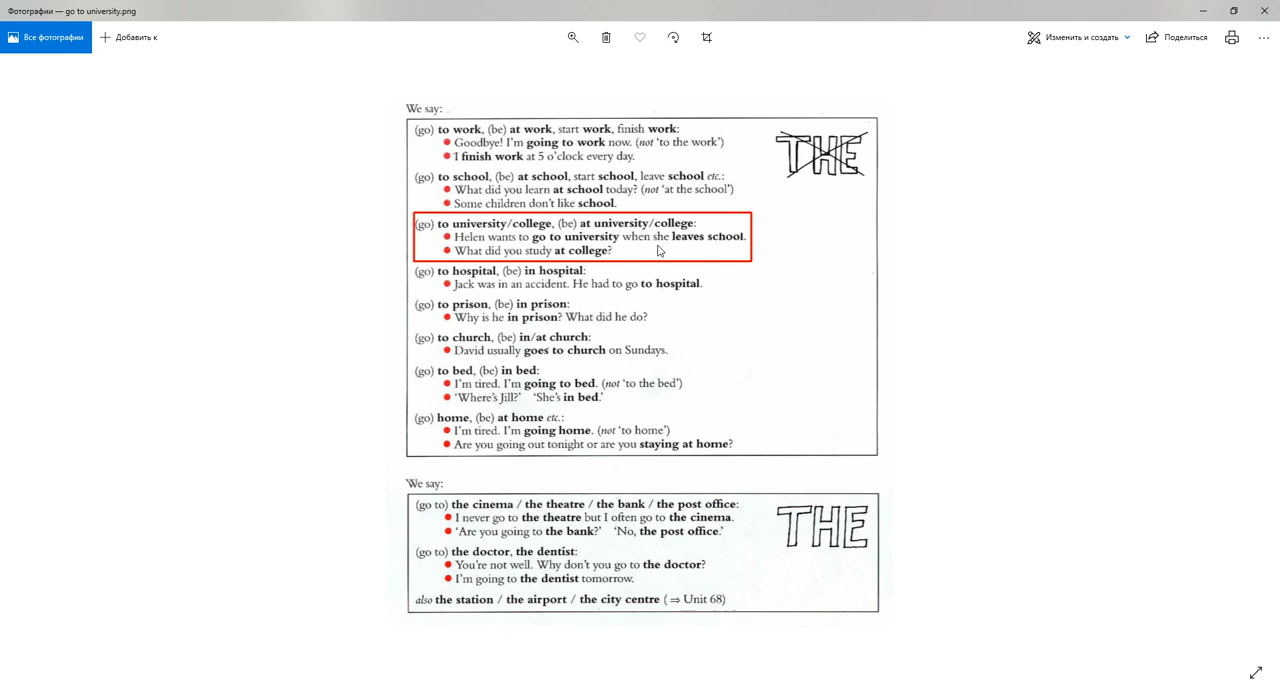 Фотографии — go to university.png
Все фотографии
Добавить к
Изменить и создать
Поделиться
We say:
(go) to work, (be) at work, start work, finish work:
Goodbye! I'm going to work now. (not 'to the work')
I finish work at 5 o'clock every day.
THE
(go) to school, (be) at school, start school, leave school etc.:
What did you learn at school today? (not 'at the school')
Some children don't like school.
(go) to university/college, (be) at university/college:
Helen wants to go to university when she leaves school.
What did you study at college?
(go) to hospital, (be) in hospital:
Jack was in an accident. He had to go to hospital.
(go) to prison, (be) in prison:
Why is he in prison? What did he do?
(go) to church, (be) in/at church:
David usually goes to church on Sundays.
(go) to bed, (be) in bed:
I'm tired. I'm going to bed. (not 'to the bed')
'Where's Jill?' 'She's in bed.'
(go) home, (be) at home etc.:
I'm tired. I'm going home. (not 'to home')
Are you going out tonight or are you staying at home?
We say:
(go to) the cinema / the theatre / the bank / the post office:
I never go to the theatre but I often go to the cinema.
'Are you going to the bank?' 'No, the post office.'
THE
(go to) the doctor, the dentist:
You're not well. Why don't you go to the doctor?
I'm going to the dentist tomorrow.
also the station / the airport / the city centre (⇒ Unit 68)